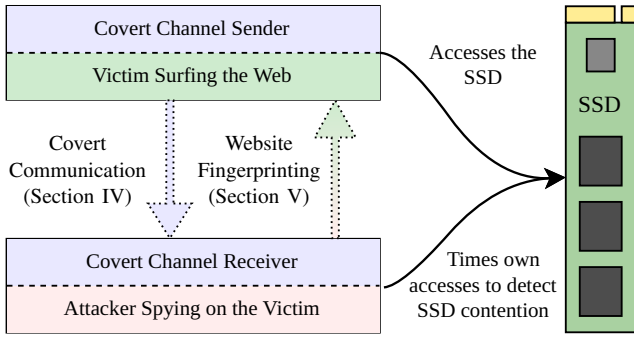 Covert Channel Sender
Victim Surfing the Web
Accesses the
SSD
SSD
Covert
Communication
(Section IV)
Website
Fingerprinting
(Section V)
Covert Channel Receiver
Attacker Spying on the Victim
Times own
accesses to detect
SSD contention